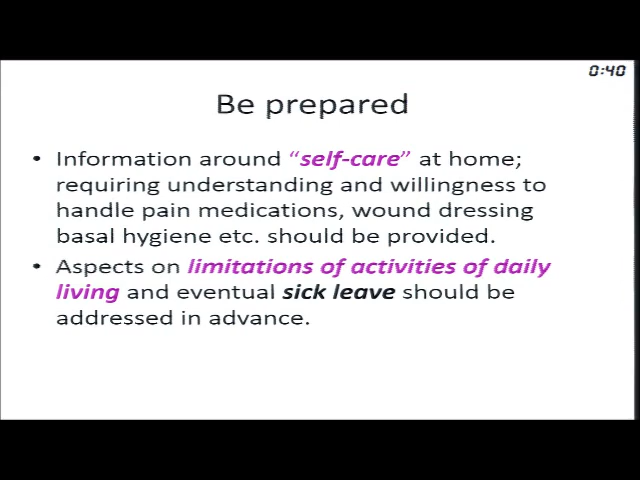 0:40
Be prepared
• Information around “self-care” at home;
requiring understanding and willingness to
handle pain medications, wound dressing
basal hygiene etc. should be provided.
• Aspects on limitations of activities of daily
living and eventual sick leave should be
addressed in advance.